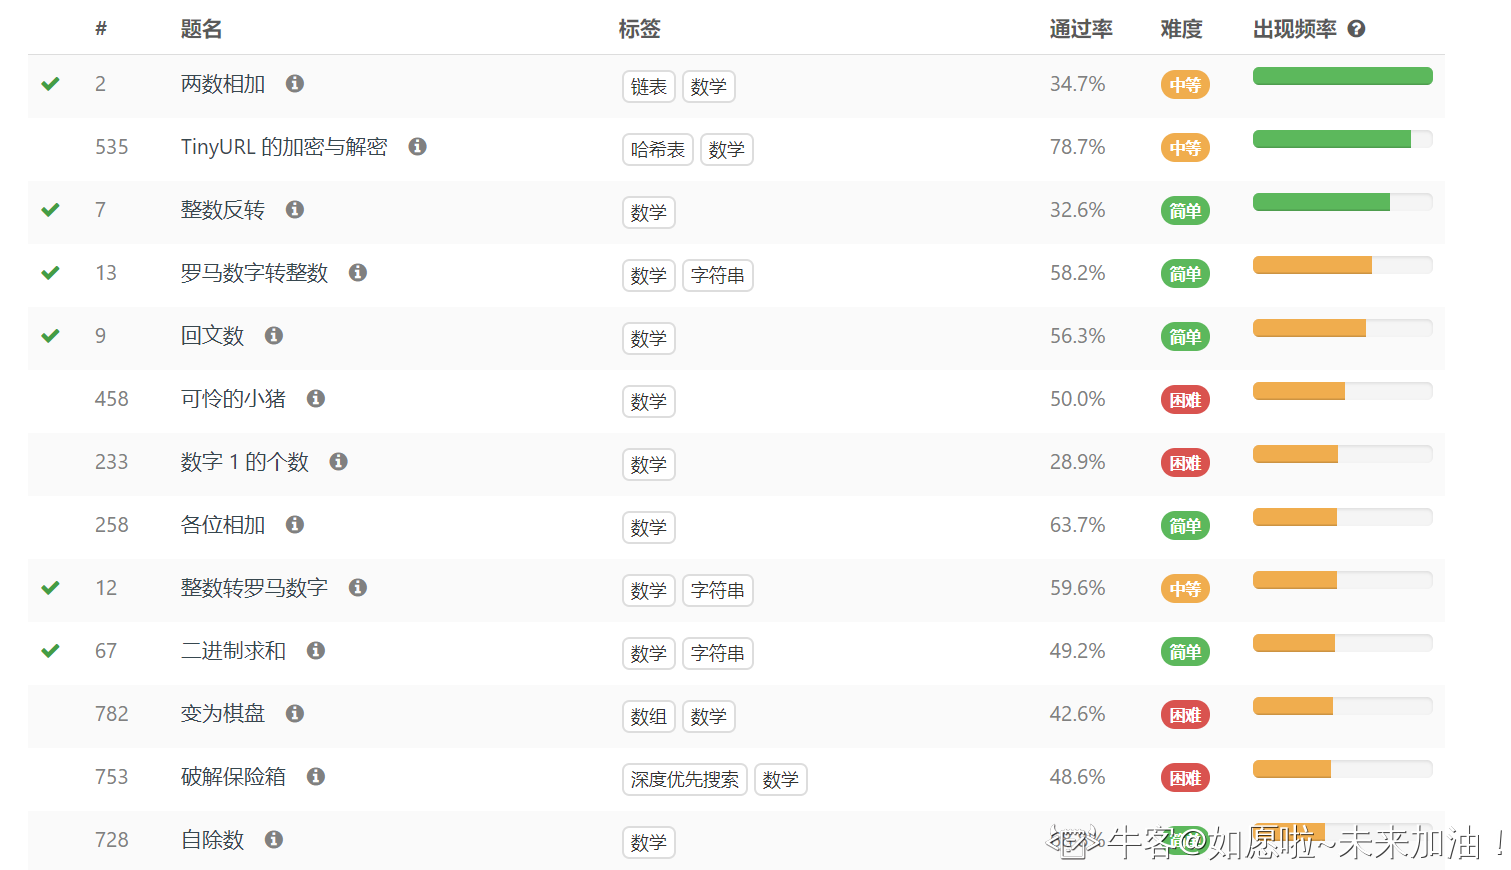 # 题名 标签 通过率 难度 出现频率
2 两数相加 链表 数学 34.7% 中等
535 TinyURL 的加密与解密 哈希表 数学 78.7% 中等
7 整数反转 数学 32.6% 简单
13 罗马数字转整数 数学 字符串 58.2% 简单
9 回文数 数学 56.3% 简单
458 可怜的小猪 数学 50.0% 困难
233 数字 1 的个数 数学 28.9% 困难
258 各位相加 数学 63.7% 简单
12 整数转罗马数字 数学 字符串 59.6% 中等
67 二进制求和 数学 字符串 49.2% 简单
782 变为棋盘 数组 数学 42.6% 困难
753 破解保险箱 深度优先搜索 数学 48.6% 困难
728 自除数 数学 简单
牛客@如愿啦~未来加油！